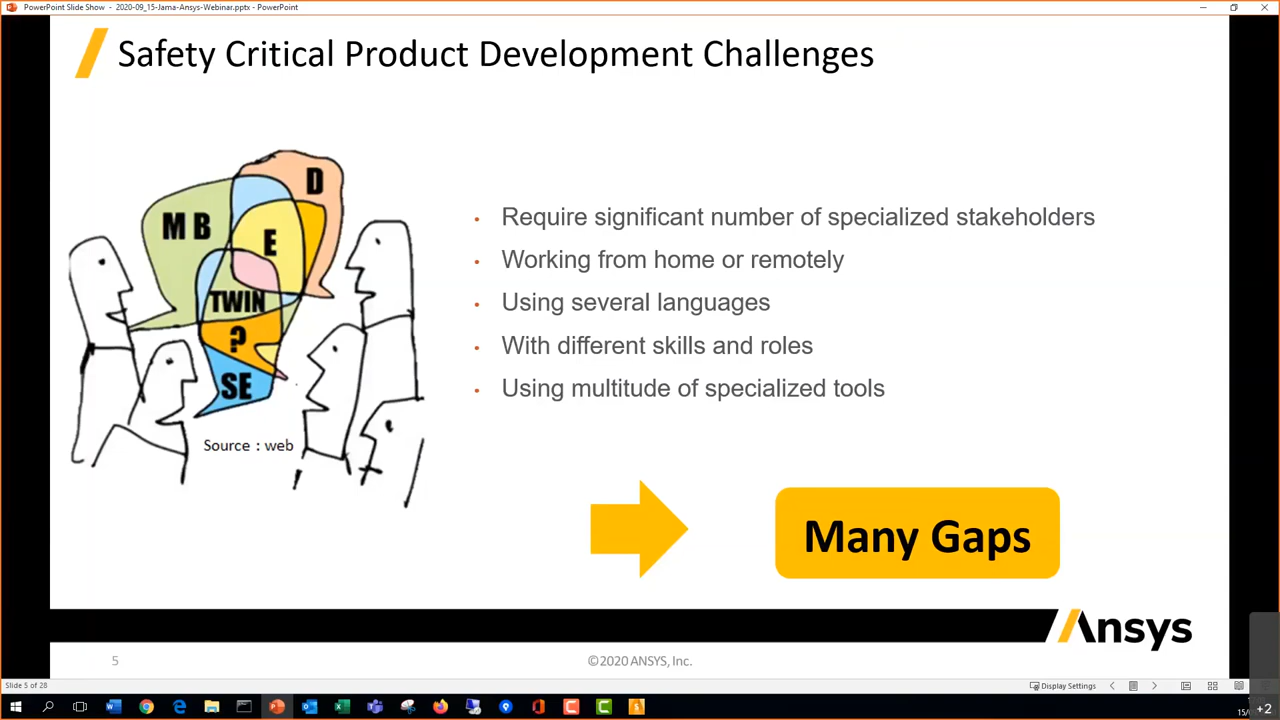 PowerPoint Slide Show - 2020-09_15-Jama-Ansys-Webinar.pptx - PowerPoint
Safety Critical Product Development Challenges
D
M B
E
TWIN
?
SE
Source : web
• Require significant number of specialized stakeholders
• Working from home or remotely
• Using several languages
• With different skills and roles
• Using multitude of specialized tools
Many Gaps
Ansys
5
©2020 ANSYS, Inc.
Slide 5 of 28
Display Settings
+2